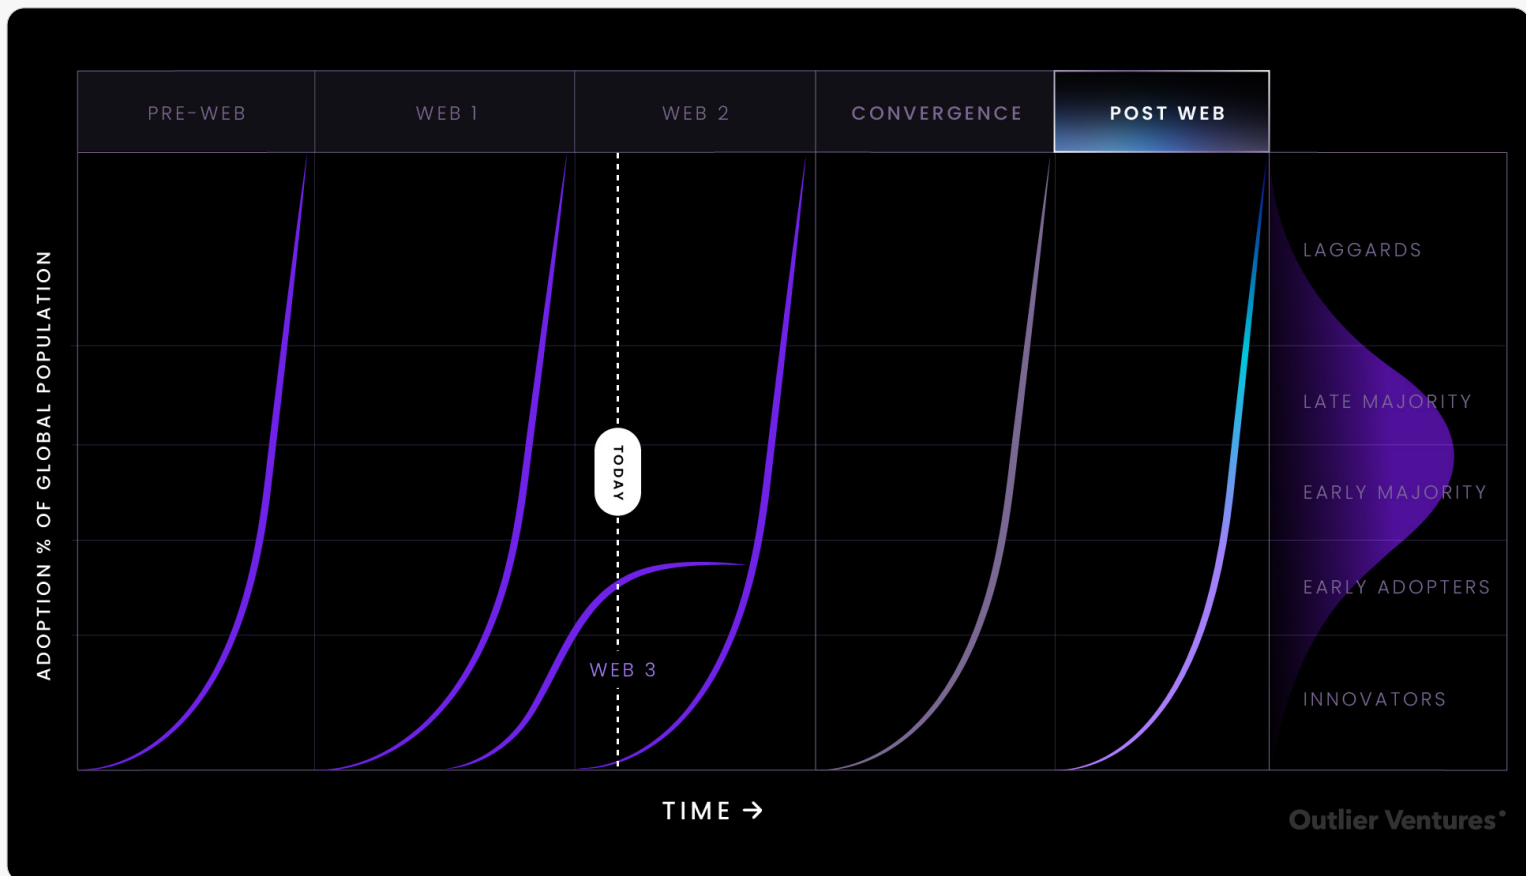 PRE-WEB
WEB 1
WEB 2
CONVERGENCE
POST WEB
ADOPTION % OF GLOBAL POPULATION
TODAY
WEB 3
LAGGARDS
LATE MAJORITY
EARLY MAJORITY
EARLY ADOPTERS
INNOVATORS
TIME →
Outlier Ventures